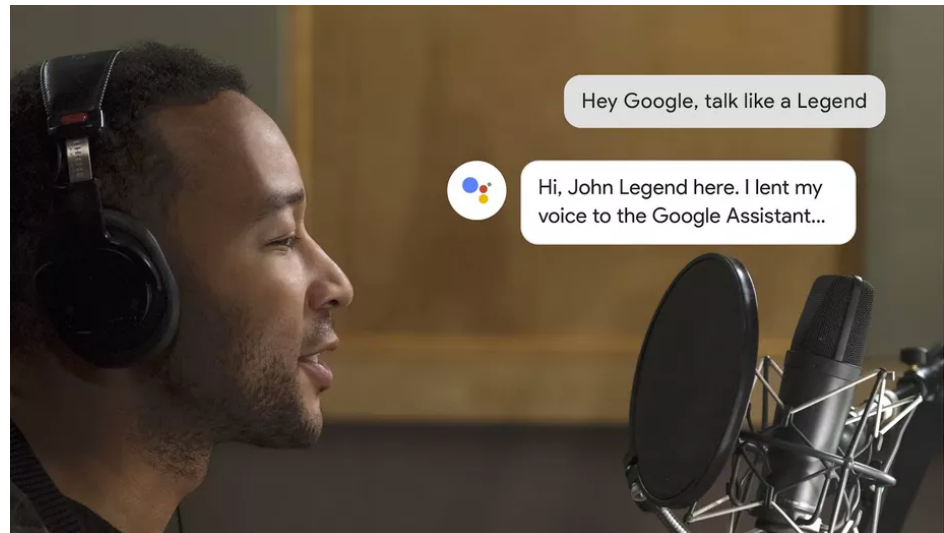 Hey Google, talk like a Legend
Hi, John Legend here. I lent my
voice to the Google Assistant...